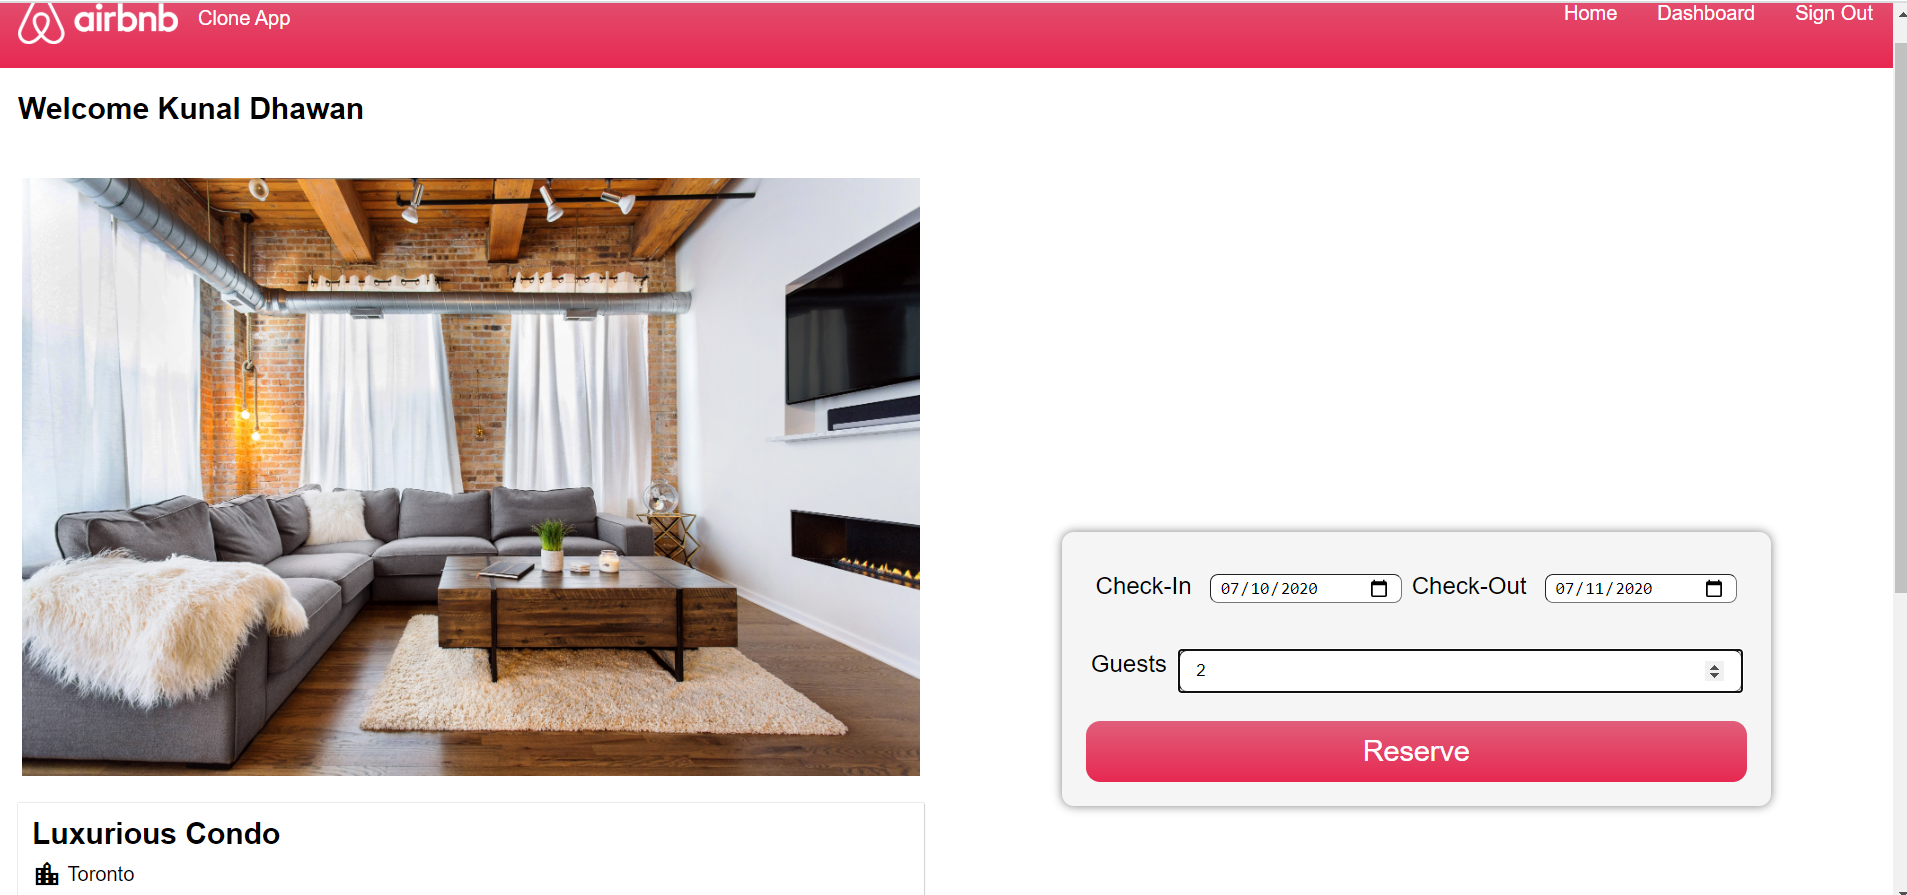 airbnb Clone App Home Dashboard Sign Out
Welcome Kunal Dhawan
Check-In 07/10/2020 Check-Out 07/11/2020
Guests 2
Reserve
Luxurious Condo
Toronto